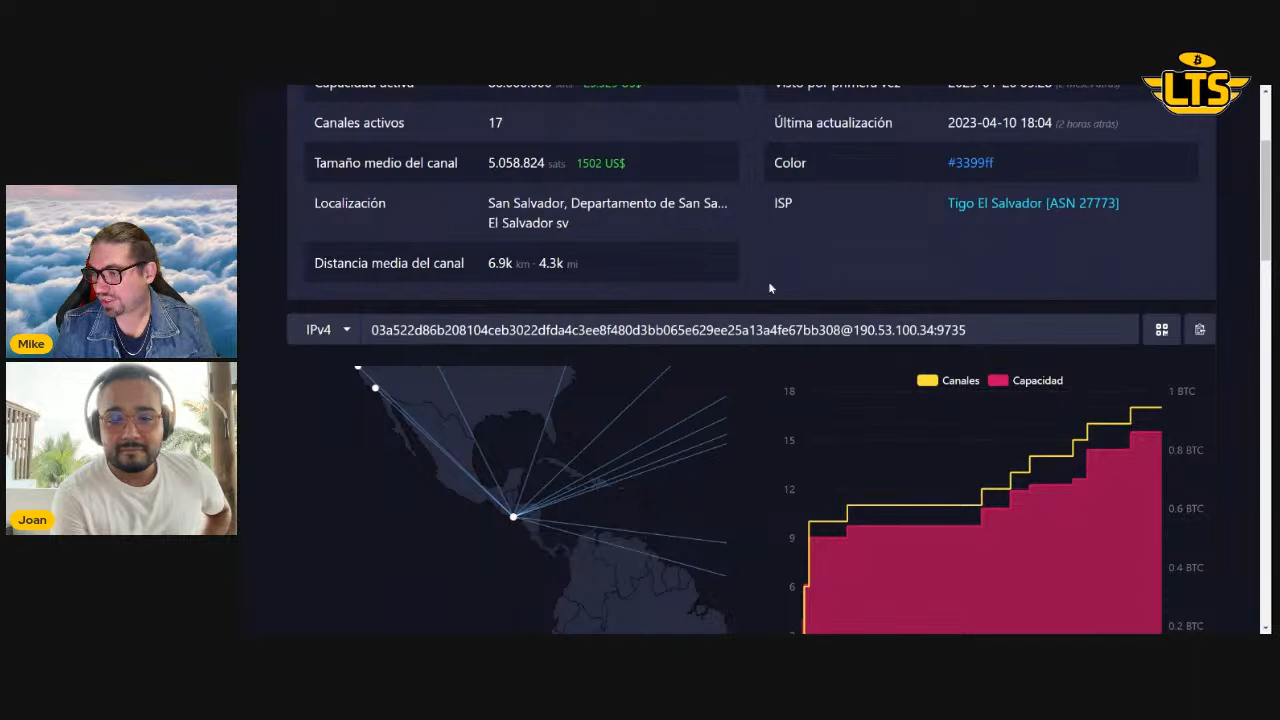 LTS
Canales activos 17
Última actualización 2023-04-10 18:04 (2 horas atrás)
Tamaño medio del canal 5.058.824 sats 1502 US$
Color #3399ff
Localización San Salvador, Departamento de San Sa...
El Salvador sv
ISP Tigo El Salvador [ASN 27773]
Distancia media del canal 6.9k km · 4.3k mi
IPv4 03a522d86b208104ceb3022dfda4c3ee8f480d3bb065e629ee25a13a4fe67bb308@190.53.100.34:9735
Canales Capacidad
18 1 BTC
15 0.8 BTC
12 0.6 BTC
9 0.4 BTC
6 0.2 BTC
Mike
Joan